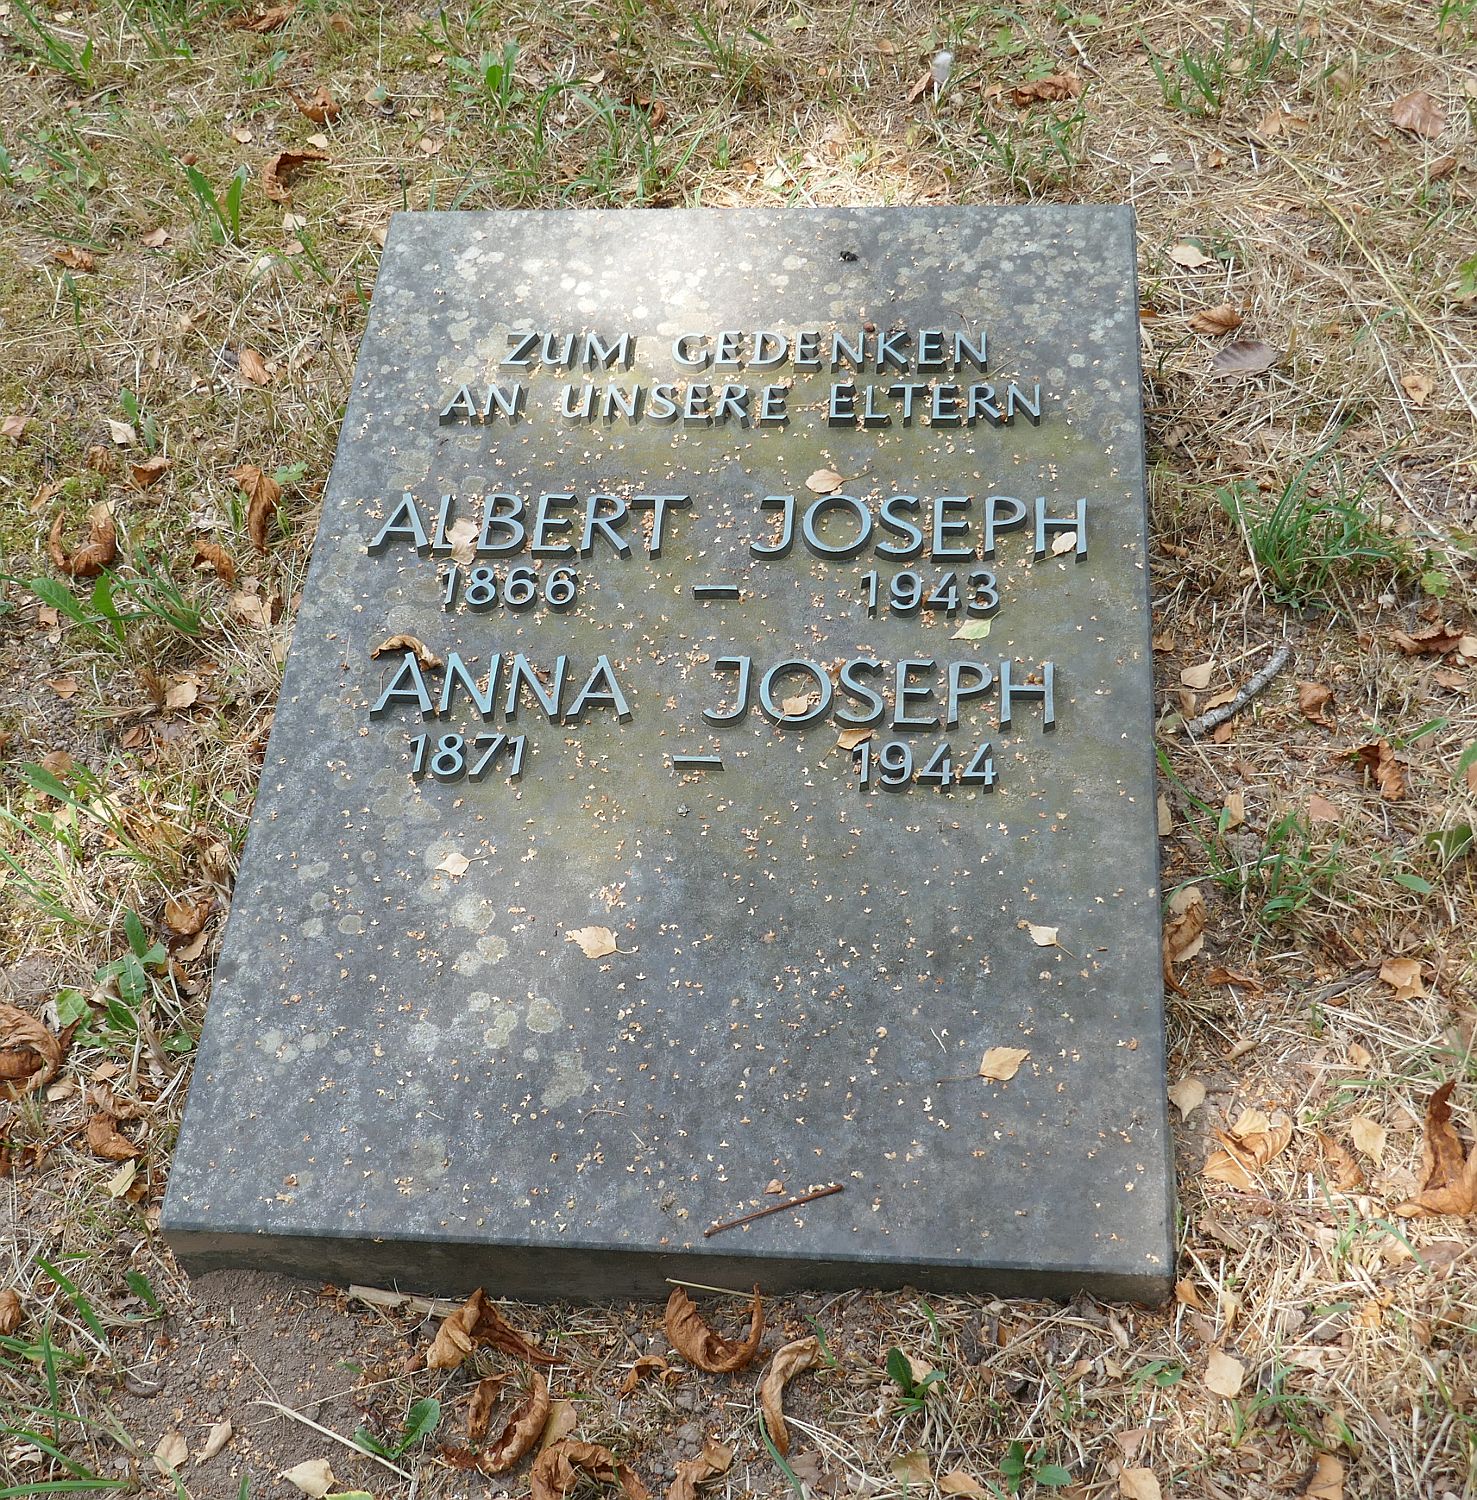 ZUM GEDENKEN
AN UNSERE ELTERN
ALBERT JOSEPH
1866 – 1943
ANNA JOSEPH
1871 – 1944